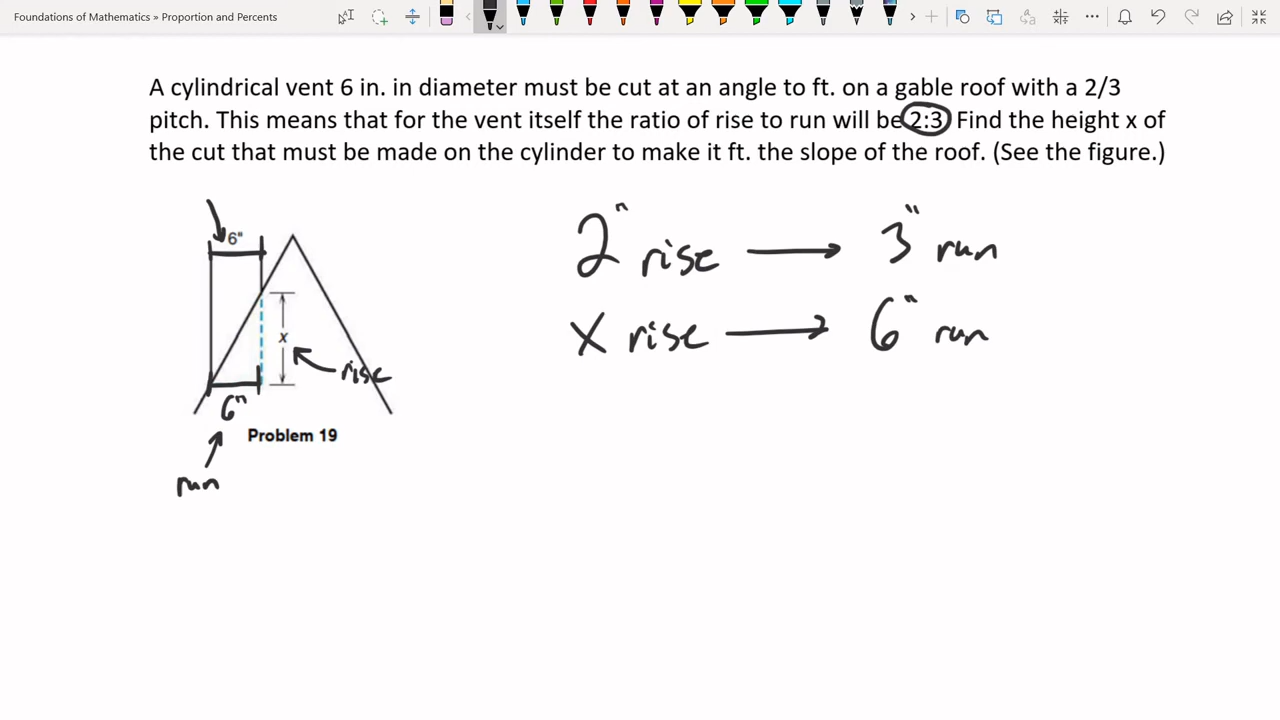 Foundations of Mathematics » Proportion and Percents
A cylindrical vent 6 in. in diameter must be cut at an angle to ft. on a gable roof with a 2/3
pitch. This means that for the vent itself the ratio of rise to run will be 2:3. Find the height x of
the cut that must be made on the cylinder to make it ft. the slope of the roof. (See the figure.)
6"
x
rise
6"
Problem 19
run
2" rise → 3" run
x rise → 6" run